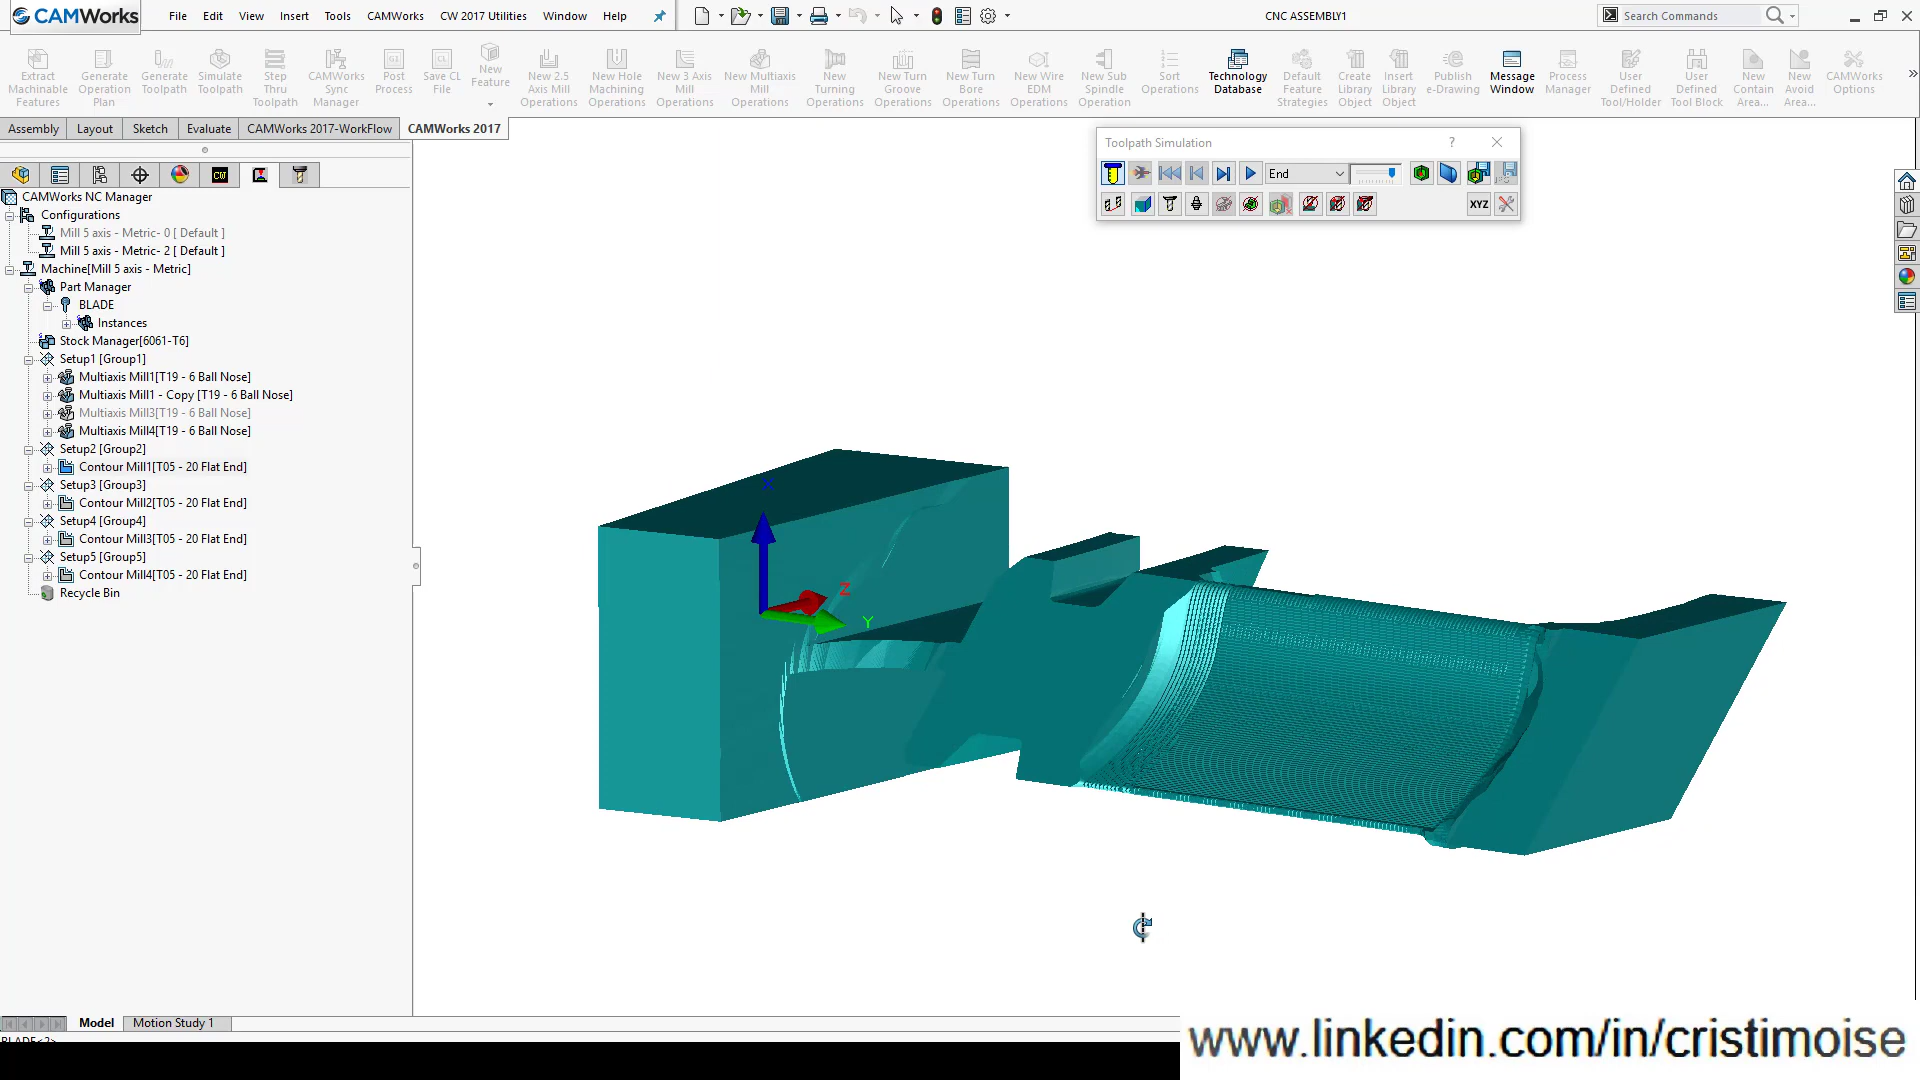 CAMWorks
File Edit View Insert Tools CAMWorks CW 2017 Utilities Window Help
CNC ASSEMBLY1
Search Commands
Extract Machinable Features
Generate Operation Plan
Generate Toolpath
Simulate Toolpath
Step Thru Toolpath
CAMWorks Sync Manager
Post Process
Save CL File
New Feature
New 2.5 Axis Mill Operations
New Hole Machining Operations
New 3 Axis Mill Operations
New Multiaxis Mill Operations
New Turning Operations
New Turn Groove Operations
New Turn Bore Operations
New Wire EDM Operations
New Sub Spindle Operation
Sort Operations
Technology Database
Default Feature Strategies
Create Library Object
Insert Library Object
Publish e-Drawing
Message Window
Process Manager
User Defined Tool/Holder
User Defined Tool Block
New Contain Area...
New Avoid Area...
CAMWorks Options
Assembly Layout Sketch Evaluate CAMWorks 2017-WorkFlow CAMWorks 2017
Toolpath Simulation ?
End
XYZ
CW
CAMWorks NC Manager
Configurations
Mill 5 axis - Metric- 0 [ Default ]
Mill 5 axis - Metric- 2 [ Default ]
Machine[Mill 5 axis - Metric]
Part Manager
BLADE
Instances
Stock Manager[6061-T6]
Setup1 [Group1]
Multiaxis Mill1[T19 - 6 Ball Nose]
Multiaxis Mill1 - Copy [T19 - 6 Ball Nose]
Multiaxis Mill3[T19 - 6 Ball Nose]
Multiaxis Mill4[T19 - 6 Ball Nose]
Setup2 [Group2]
Contour Mill1[T05 - 20 Flat End]
Setup3 [Group3]
Contour Mill2[T05 - 20 Flat End]
Setup4 [Group4]
Contour Mill3[T05 - 20 Flat End]
Setup5 [Group5]
Contour Mill4[T05 - 20 Flat End]
Recycle Bin
X
Z
Y
Model Motion Study 1
BLADE<2>
www.linkedin.com/in/cristimoise